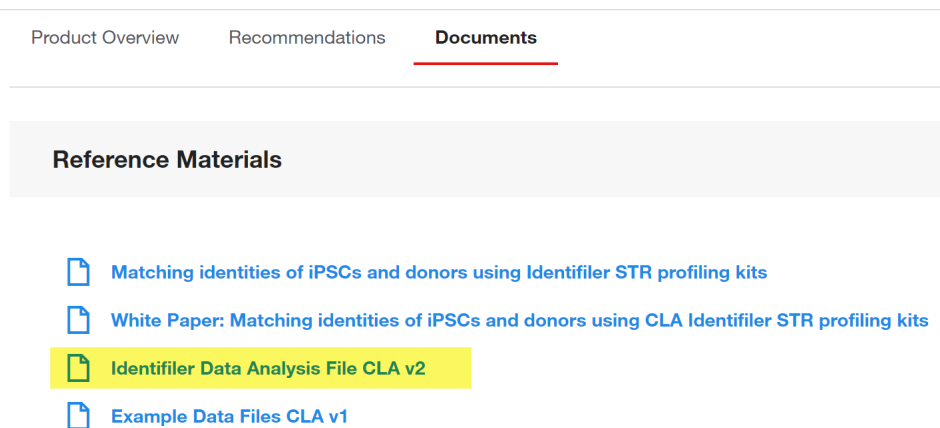 Product Overview Recommendations Documents
Reference Materials
Matching identities of iPSCs and donors using Identifiler STR profiling kits
White Paper: Matching identities of iPSCs and donors using CLA Identifiler STR profiling kits
Identifiler Data Analysis File CLA v2
Example Data Files CLA v1